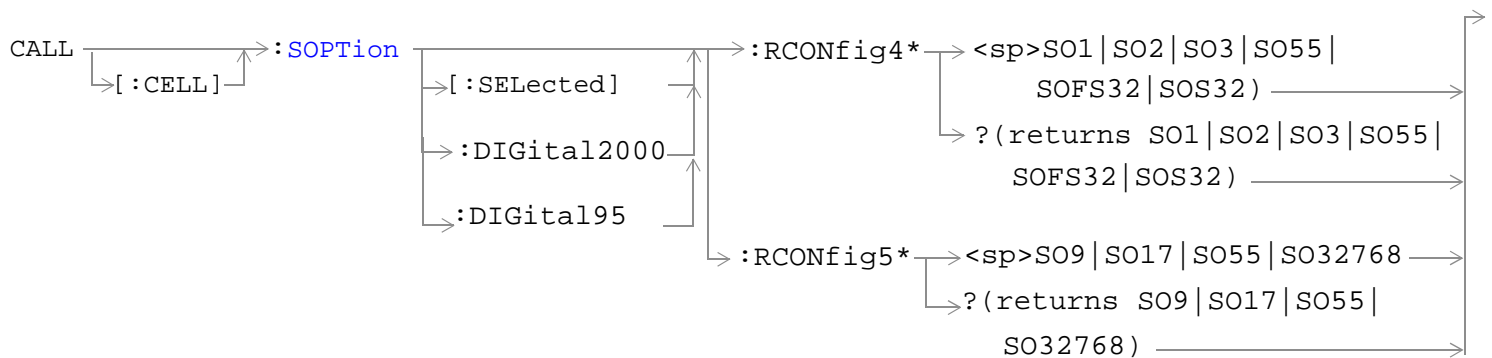 CALL :SOPTion :RCONfig4* <sp>SO1|SO2|SO3|SO55|
[:CELL] [:SELected] SOFS32|SOS32)
:DIGital2000 ?(returns SO1|SO2|SO3|SO55|
SOFS32|SOS32)
:DIGital95
:RCONfig5* <sp>SO9|SO17|SO55|SO32768
?(returns SO9|SO17|SO55|
SO32768)